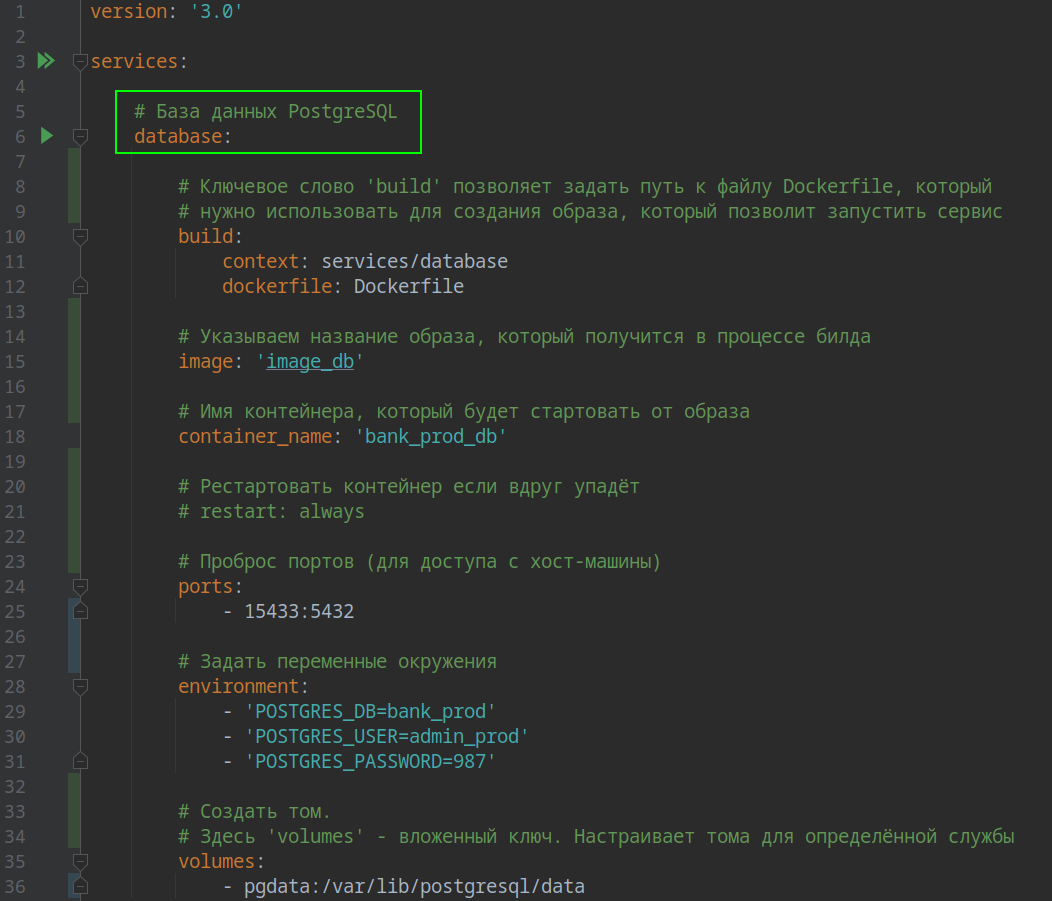 1 version: '3.0'
2
3 services:
4
5 # База данных PostgreSQL
6 database:
7
8 # Ключевое слово 'build' позволяет задать путь к файлу Dockerfile, который
9 # нужно использовать для создания образа, который позволит запустить сервис
10 build:
11 context: services/database
12 dockerfile: Dockerfile
13
14 # Указываем название образа, который получится в процессе билда
15 image: 'image_db'
16
17 # Имя контейнера, который будет стартовать от образа
18 container_name: 'bank_prod_db'
19
20 # Рестартовать контейнер если вдруг упадёт
21 # restart: always
22
23 # Проброс портов (для доступа с хост-машины)
24 ports:
25 - 15433:5432
26
27 # Задать переменные окружения
28 environment:
29 - 'POSTGRES_DB=bank_prod'
30 - 'POSTGRES_USER=admin_prod'
31 - 'POSTGRES_PASSWORD=987'
32
33 # Создать том.
34 # Здесь 'volumes' - вложенный ключ. Настраивает тома для определённой службы
35 volumes:
36 - pgdata:/var/lib/postgresql/data